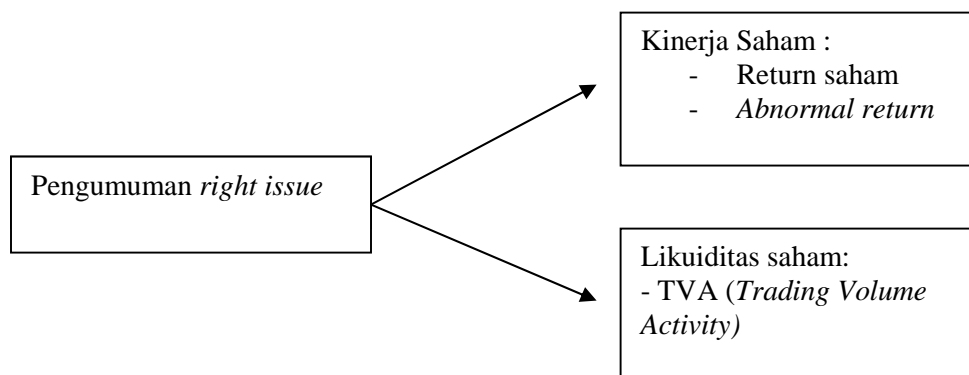 Pengumuman right issue
Kinerja Saham :
- Return saham
- Abnormal return
Likuiditas saham:
- TVA (Trading Volume
Activity)